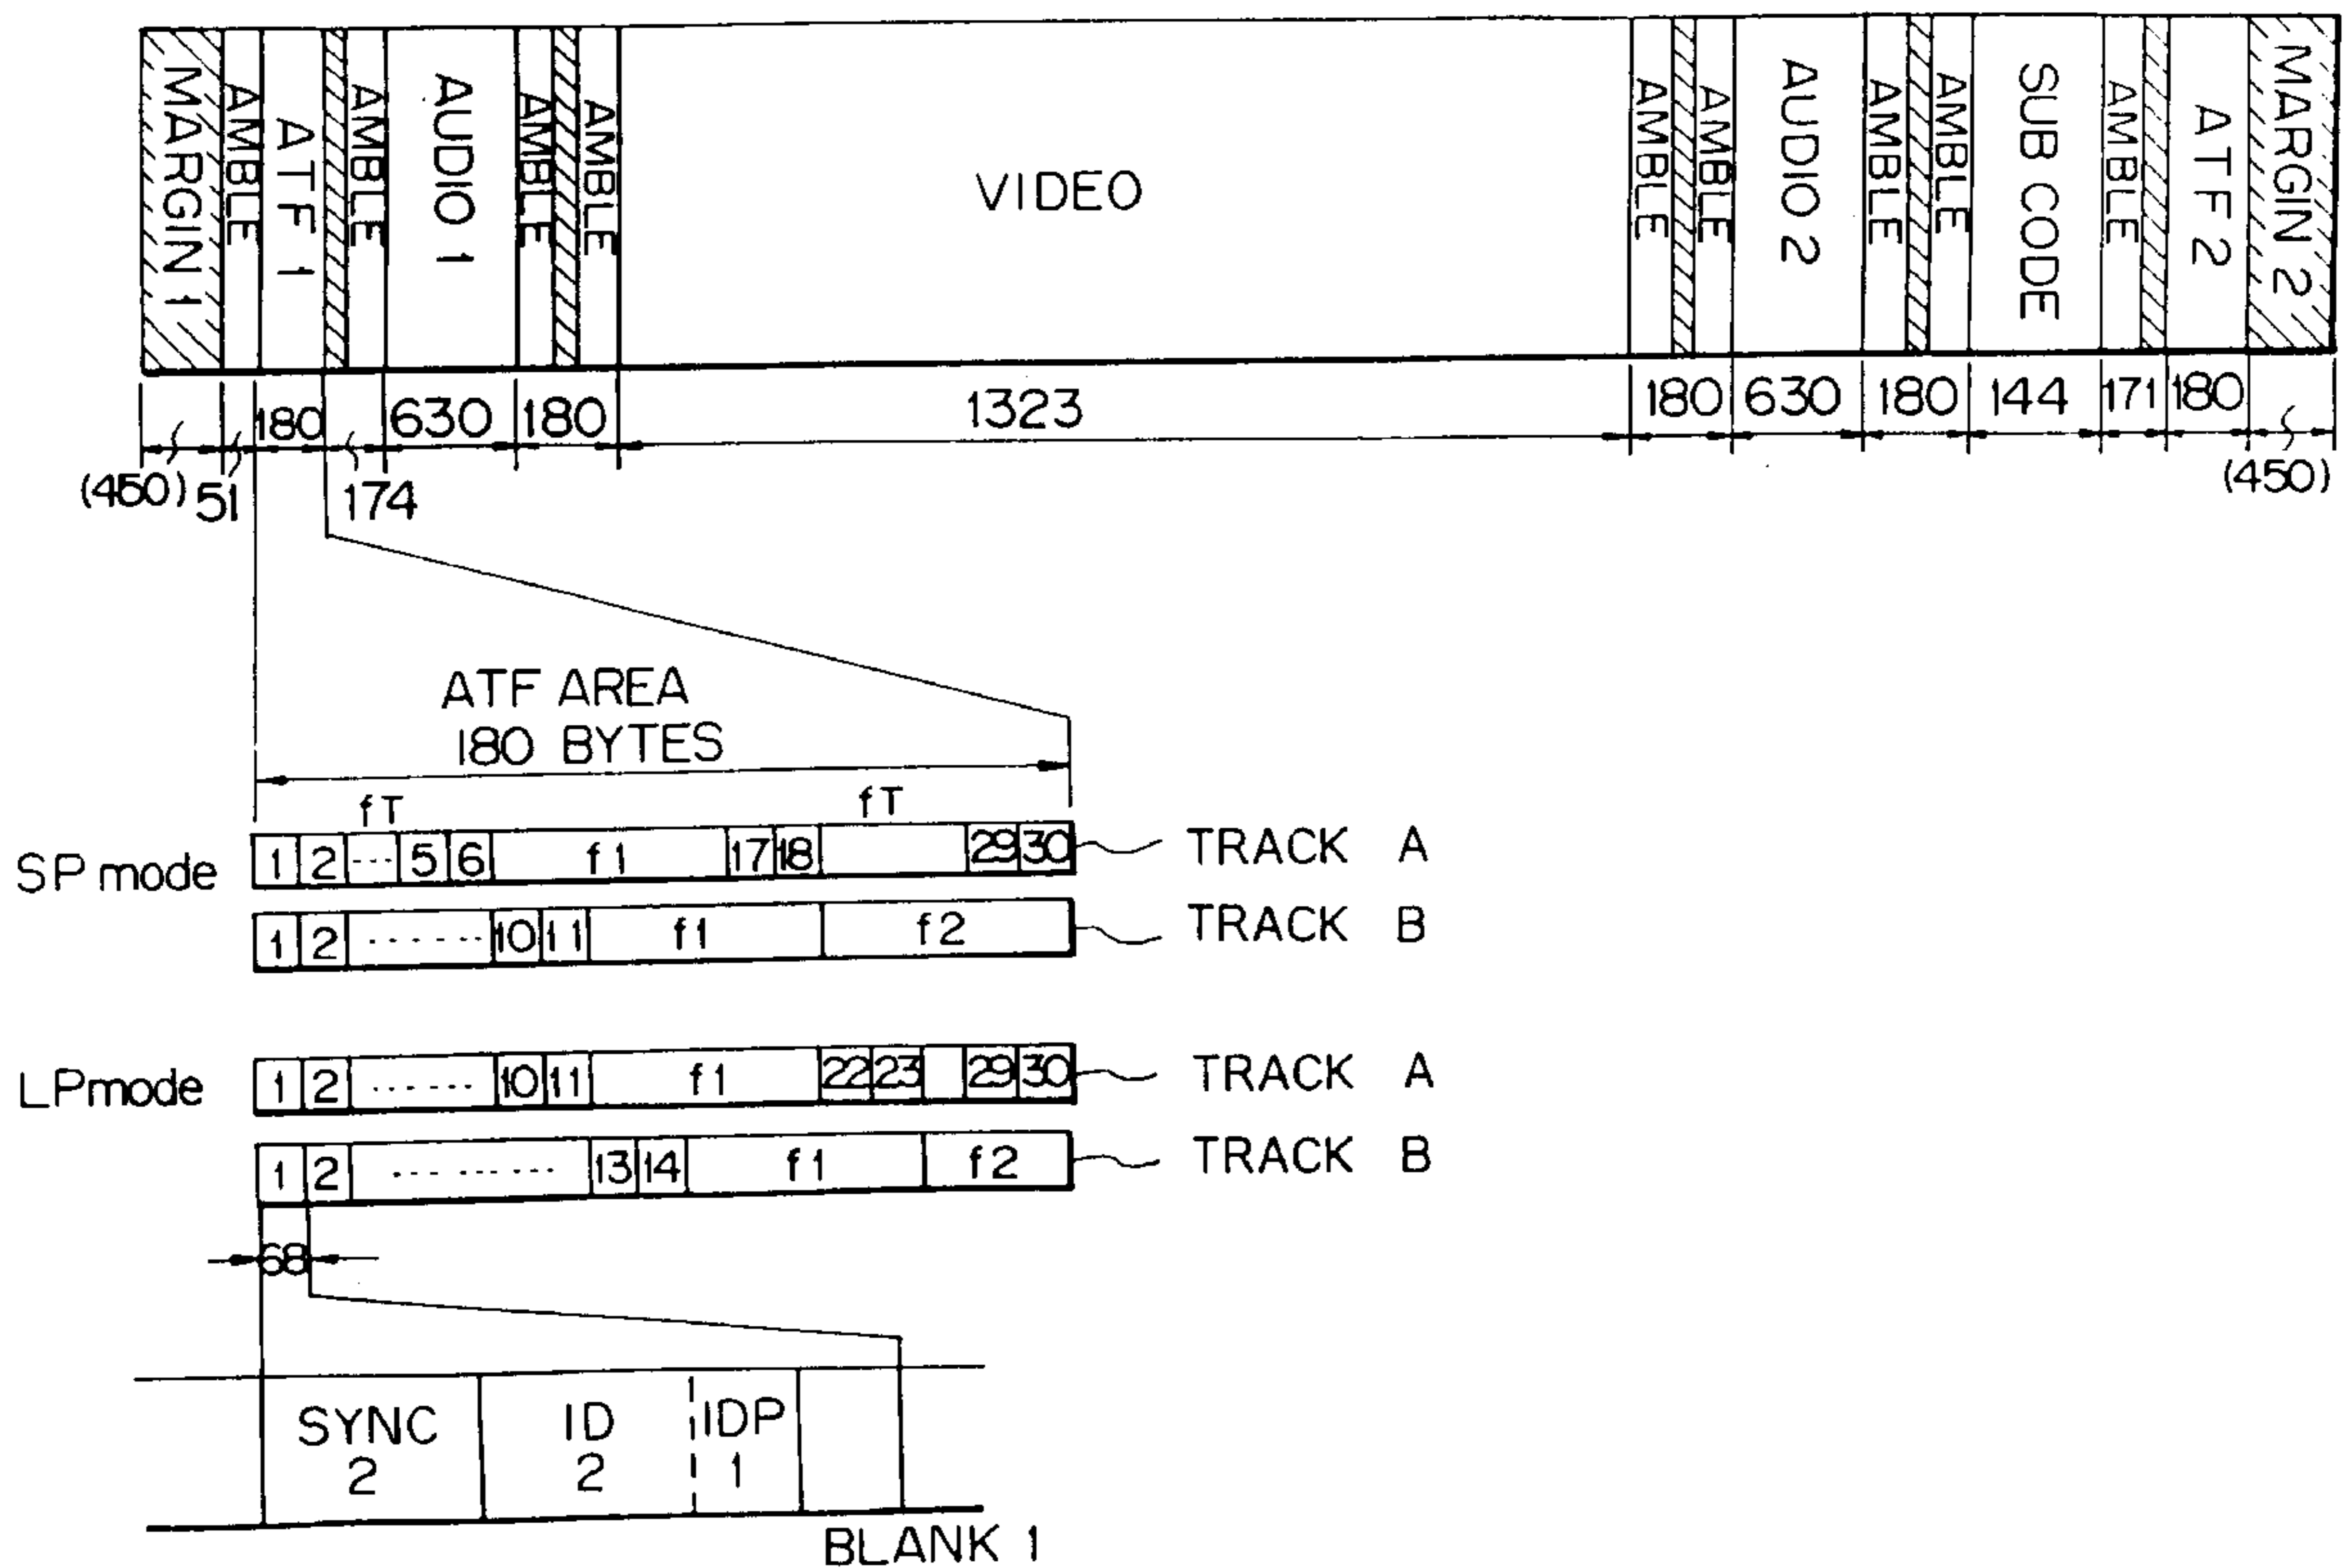 MARGIN 1
AMBLE
ATF 1
AMBLE
AUDIO 1
AMBLE
AMBLE
VIDEO
AMBLE
AMBLE
AUDIO 2
AMBLE
AMBLE
SUB CODE
AMBLE
ATF 2
MARGIN 2
180 630 180 1323 180 630 180 144 171 180
(450) 51 174 (450)
ATF AREA
180 BYTES
fT fT
SP mode 1 2 --- 5 6 f1 17 18 29 30 TRACK A
1 2 ....... 10 11 f1 f2 TRACK B
LP mode 1 2 ...... 10 11 f1 22 23 29 30 TRACK A
1 2 ......... 13 14 f1 f2 TRACK B
68
SYNC ID IDP
2 2 1
BLANK 1